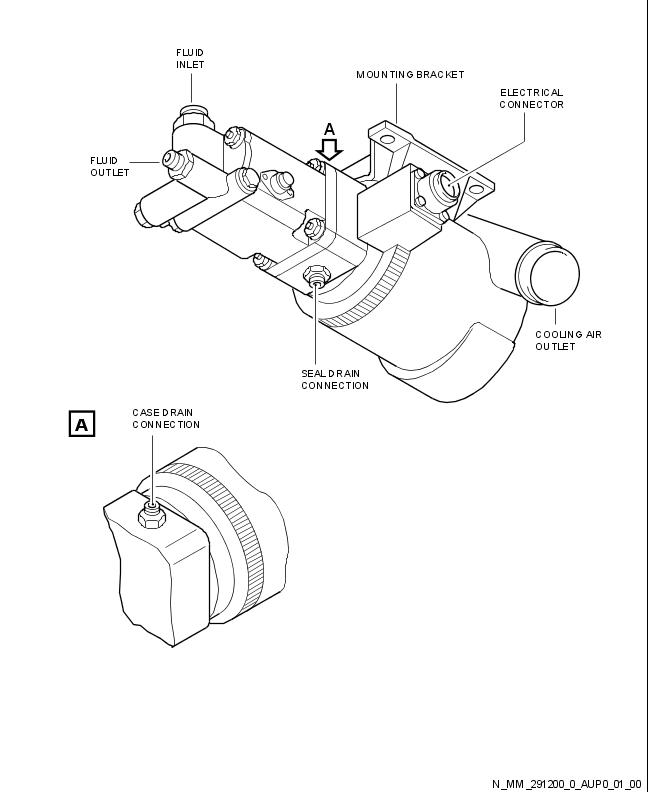 FLUID
INLET
MOUNTING BRACKET
ELECTRICAL
CONNECTOR
A
FLUID
OUTLET
COOLING AIR
OUTLET
SEAL DRAIN
CONNECTION
A
CASE DRAIN
CONNECTION
N_MM_291200_0_AUP0_01_00